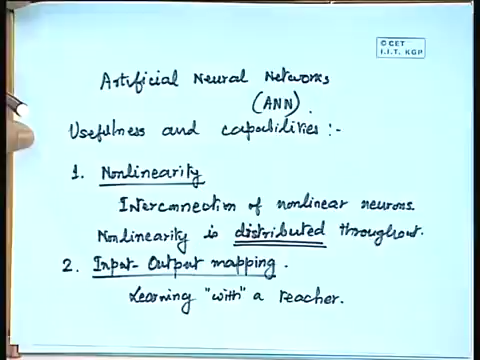 © CET
I.I.T. KGP
Artificial Neural Networks
(ANN).
Usefulness and capabilities :-
1. Nonlinearity
Interconnection of nonlinear neurons.
Nonlinearity is distributed throughout.
2. Input-Output mapping.
Learning "with" a teacher.